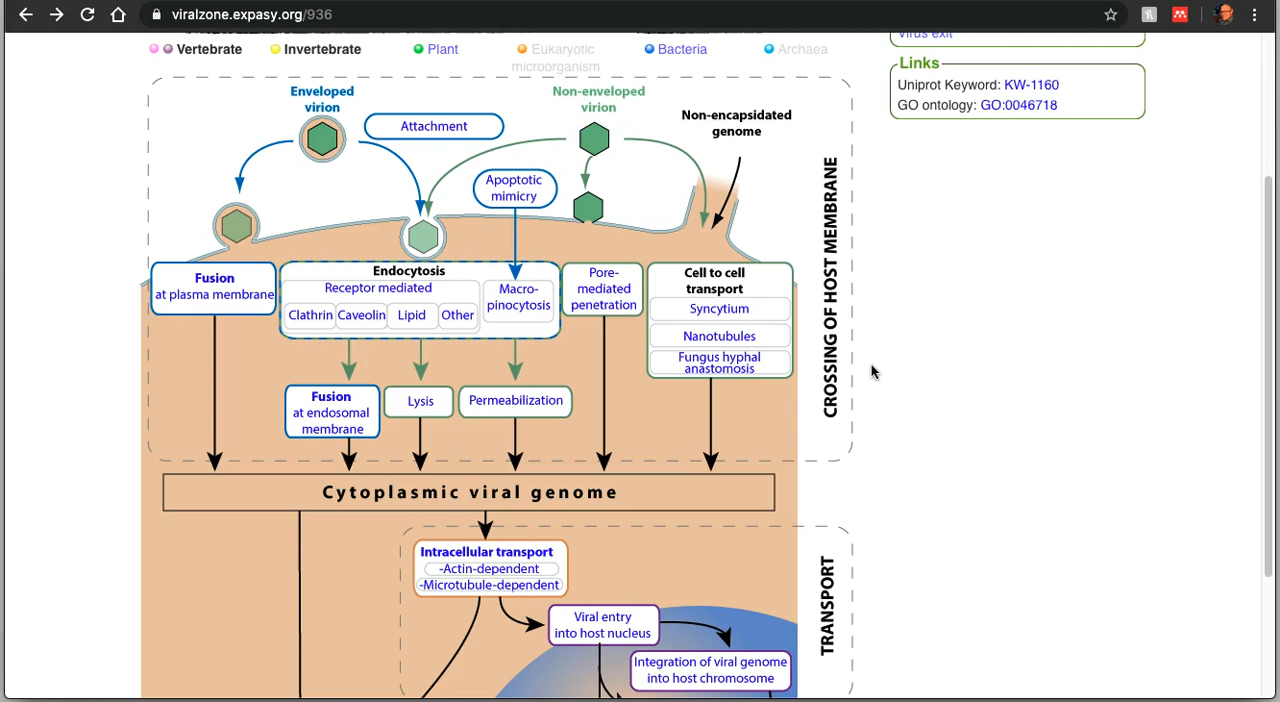 viralzone.expasy.org/936
Virus exit
Vertebrate
Invertebrate
Plant
Eukaryotic
microorganism
Bacteria
Archaea
Links
Uniprot Keyword: KW-1160
GO ontology: GO:0046718
Enveloped
virion
Attachment
Non-enveloped
virion
Non-encapsidated
genome
Apoptotic
mimicry
CROSSING OF HOST MEMBRANE
Fusion
at plasma membrane
Endocytosis
Receptor mediated
Clathrin
Caveolin
Lipid
Other
Macro-
pinocytosis
Pore-
mediated
penetration
Cell to cell
transport
Syncytium
Nanotubules
Fungus hyphal
anastomosis
Fusion
at endosomal
membrane
Lysis
Permeabilization
Cytoplasmic viral genome
Intracellular transport
-Actin-dependent
-Microtubule-dependent
TRANSPORT
Viral entry
into host nucleus
Integration of viral genome
into host chromosome